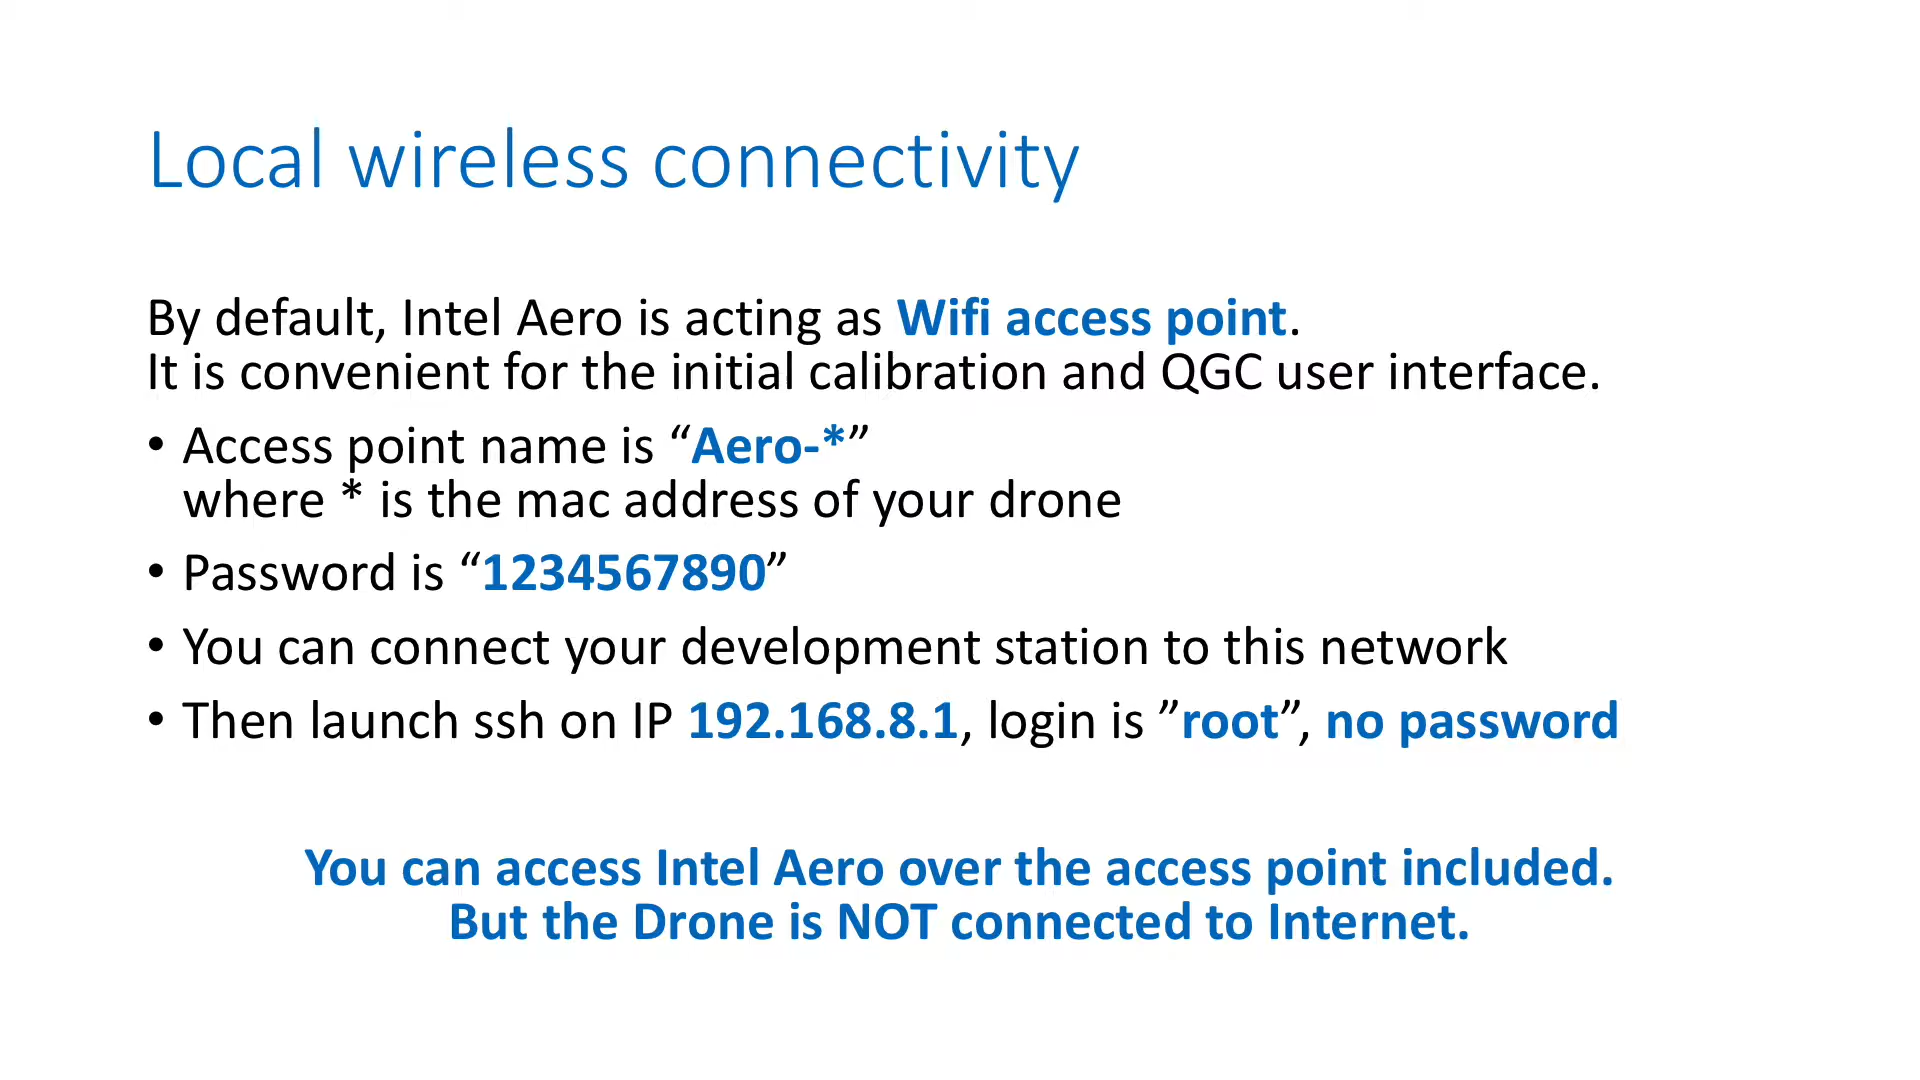 Local wireless connectivity
By default, Intel Aero is acting as Wifi access point.
It is convenient for the initial calibration and QGC user interface.
• Access point name is “Aero-*”
where * is the mac address of your drone
• Password is “1234567890”
• You can connect your development station to this network
• Then launch ssh on IP 192.168.8.1, login is ”root”, no password
You can access Intel Aero over the access point included.
But the Drone is NOT connected to Internet.